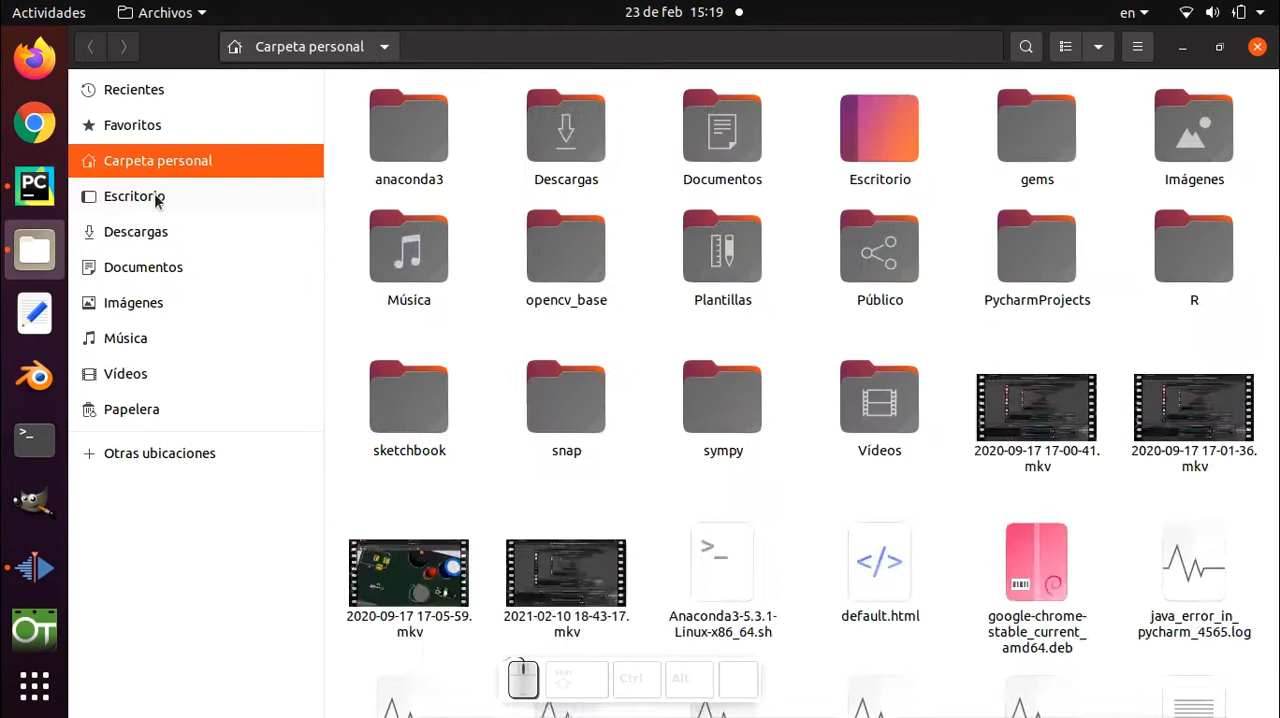 Actividades
Archivos
23 de feb 15:19
en
Carpeta personal
Recientes
Favoritos
Carpeta personal
Escritorio
Descargas
Documentos
Imágenes
Música
Vídeos
Papelera
Otras ubicaciones
anaconda3
Descargas
Documentos
Escritorio
gems
Imágenes
Música
opencv_base
Plantillas
Público
PycharmProjects
R
sketchbook
snap
sympy
Vídeos
2020-09-17 17-00-41.
mkv
2020-09-17 17-01-36.
mkv
2020-09-17 17-05-59.
mkv
2021-02-10 18-43-17.
mkv
Anaconda3-5.3.1-
Linux-x86_64.sh
default.html
google-chrome-
stable_current_
amd64.deb
java_error_in_
pycharm_4565.log
PC
OT
Shift
Ctrl
Alt